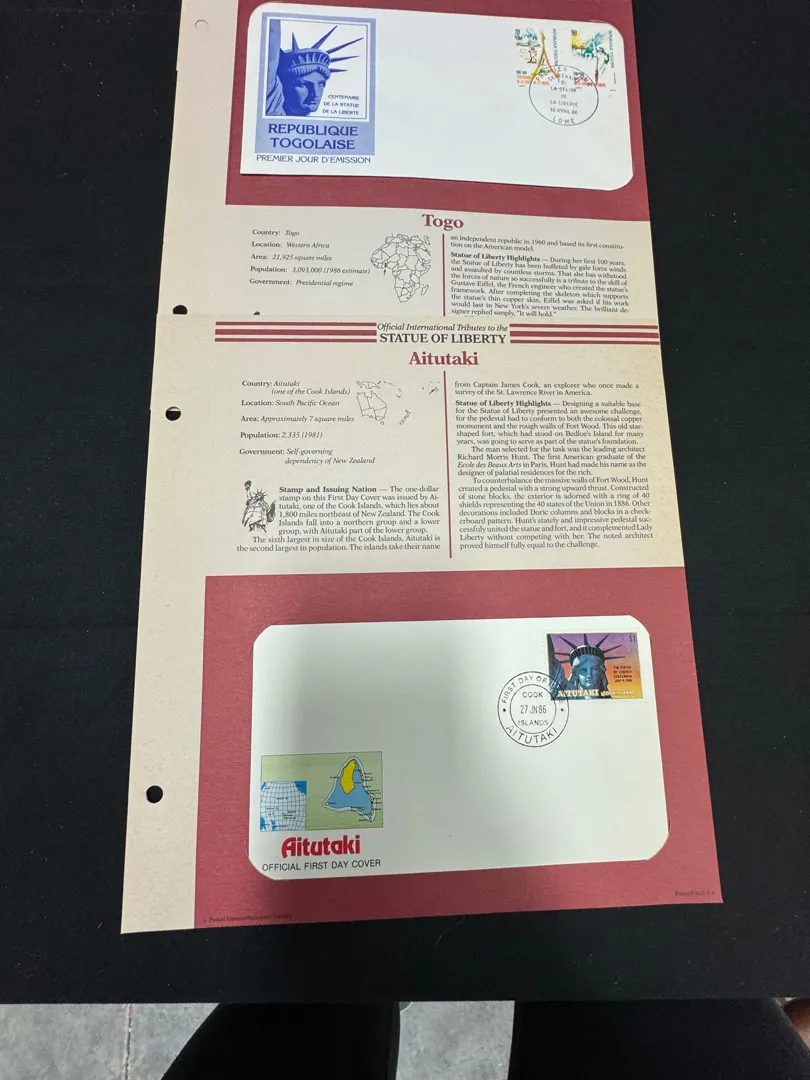 CENTENAIRE
DE LA STATUE
DE LA LIBERTE
REPUBLIQUE
TOGOLAISE
PREMIER JOUR D'EMISSION
DE
LA LIBERTE
10 AVRIL 86
LOME
Togo
Country: Togo
Location: Western Africa
Area: 21,925 square miles
Population: 3,093,000 (1986 estimate)
Government: Presidential regime
an independent republic in 1960 and based its first constitu-
tion on the American model.
Statue of Liberty Highlights — During her first 100 years,
the Statue of Liberty has been buffeted by gale force winds
and assaulted by countless storms. That she has withstood
the forces of nature so successfully is a tribute to the skill of
Gustave Eiffel, the French engineer who created the statue's
framework. After completing the skeleton which supports
the statue's thin copper skin, Eiffel was asked if his work
would last in New York's severe weather. The brilliant de-
signer replied simply, "It will hold."
Official International Tributes to the
STATUE OF LIBERTY
Aitutaki
Country: Aitutaki
(one of the Cook Islands)
Location: South Pacific Ocean
Area: Approximately 7 square miles
Population: 2,335 (1981)
Government: Self-governing
dependency of New Zealand
Stamp and Issuing Nation — The one-dollar
stamp on this First Day Cover was issued by Ai-
tutaki, one of the Cook Islands, which lies about
1,800 miles northeast of New Zealand. The Cook
Islands fall into a northern group and a lower
group, with Aitutaki part of the lower group.
The sixth largest in size of the Cook Islands, Aitutaki is
the second largest in population. The islands take their name
from Captain James Cook, an explorer who once made a
survey of the St. Lawrence River in America.
Statue of Liberty Highlights — Designing a suitable base
for the Statue of Liberty presented an awesome challenge,
for the pedestal had to conform to both the colossal copper
monument and the rough walls of Fort Wood. This old star-
shaped fort, which had stood on Bedloe's Island for many
years, was going to serve as part of the statue's foundation.
The man selected for the task was the leading architect
Richard Morris Hunt. The first American graduate of the
Ecole des Beaux Arts in Paris, Hunt had made his name as the
designer of palatial residences for the rich.
To counterbalance the massive walls of Fort Wood, Hunt
created a pedestal with a strong upward thrust. Constructed
of stone blocks, the exterior is adorned with a ring of 40
shields representing the 40 states of the Union in 1886. Other
decorations included Doric columns and blocks in a check-
erboard pattern. Hunt's stately and impressive pedestal suc-
cessfully united the statue and fort, and it complemented Lady
Liberty without competing with her. The noted architect
proved himself fully equal to the challenge.
$1
THE STATUE
OF LIBERTY
CENTENNIAL
JULY 4, 1986
AITUTAKI COOK ISLANDS
FIRST DAY OF
COOK
27 JN 86
ISLANDS
AITUTAKI
Aitutaki
OFFICIAL FIRST DAY COVER
© Postal Commemorative Society
Printed in U.S.A.